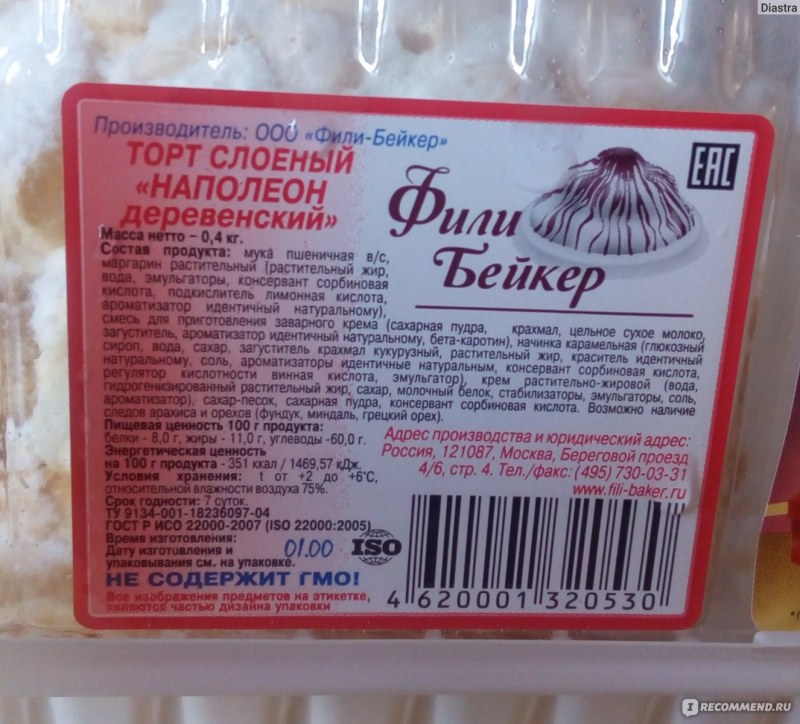 Diastra
Производитель: ООО «Фили-Бейкер»
ТОРТ СЛОЕНЫЙ
«НАПОЛЕОН
деревенский»
Масса нетто – 0,4 кг.
Состав продукта: мука пшеничная в/с,
маргарин растительный (растительный жир,
вода, эмульгаторы, консервант сорбиновая
кислота, подкислитель лимонная кислота,
ароматизатор идентичный натуральному),
смесь для приготовления заварного крема (сахарная пудра, крахмал, цельное сухое молоко,
загуститель, ароматизатор идентичный натуральному, бета-каротин), начинка карамельная (глюкозный
сироп, вода, сахар, загуститель крахмал кукурузный, растительный жир, краситель идентичный
натуральному, соль, ароматизаторы идентичные натуральным, консервант сорбиновая кислота,
регулятор кислотности винная кислота, эмульгатор), крем растительно-жировой (вода,
гидрогенизированный растительный жир, сахар, молочный белок, стабилизаторы, эмульгаторы, соль,
ароматизатор), сахар-песок, сахарная пудра, консервант сорбиновая кислота. Возможно наличие
следов арахиса и орехов (фундук, миндаль, грецкий орех).
Пищевая ценность 100 г продукта:
белки - 8,0 г, жиры - 11,0 г, углеводы -60,0 г.
Энергетическая ценность
на 100 г продукта - 351 ккал / 1469,57 кДж.
Условия хранения: t от +2 до +6°С,
относительной влажности воздуха 75%.
Срок годности: 7 суток.
ТУ 9134-001-18236097-04
ГОСТ Р ИСО 22000-2007 (ISO 22000:2005)
Время изготовления: 01.00
Дату изготовления и
упаковывания см. на упаковке.
НЕ СОДЕРЖИТ ГМО!
Все изображения предметов на этикетке,
являются частью дизайна упаковки
EAC
Фили
Бейкер
Адрес производства и юридический адрес:
Россия, 121087, Москва, Береговой проезд
4/6, стр. 4. Тел./факс: (495) 730-03-31
www.fili-baker.ru
ISO
4 620001 320530
I RECOMMEND.RU